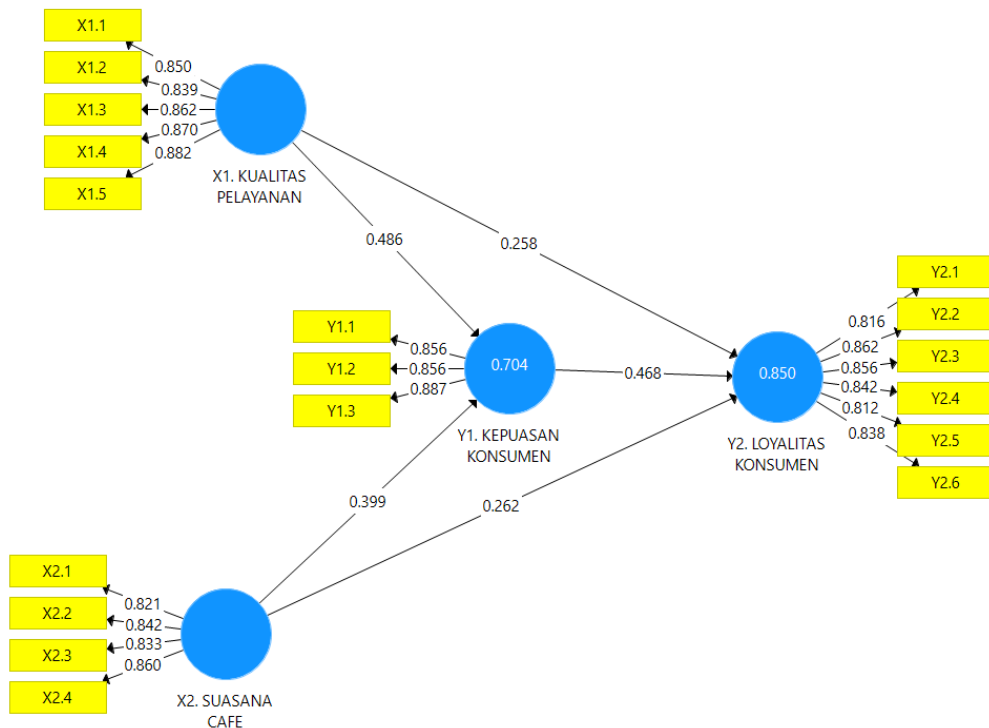 X1.1
X1.2
X1.3
X1.4
X1.5
0.850
0.839
0.862
0.870
0.882
X1. KUALITAS
PELAYANAN
0.486
0.258
Y1.1
Y1.2
Y1.3
0.856
0.856
0.887
0.704
Y1. KEPUASAN
KONSUMEN
0.468
0.850
Y2. LOYALITAS
KONSUMEN
0.816
0.862
0.856
0.842
0.812
0.838
Y2.1
Y2.2
Y2.3
Y2.4
Y2.5
Y2.6
0.399
0.262
X2.1
X2.2
X2.3
X2.4
0.821
0.842
0.833
0.860
X2. SUASANA
CAFE